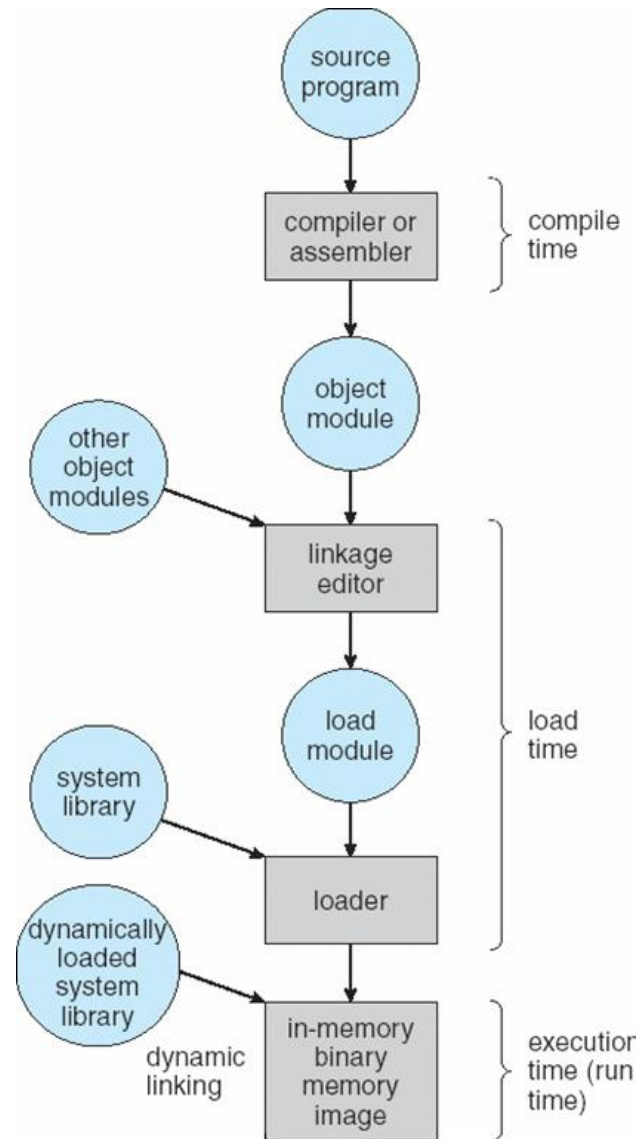 source
program
compiler or
assembler
compile
time
object
module
other
object
modules
linkage
editor
load
module
load
time
system
library
loader
dynamically
loaded
system
library
dynamic
linking
in-memory
binary
memory
image
execution
time (run
time)